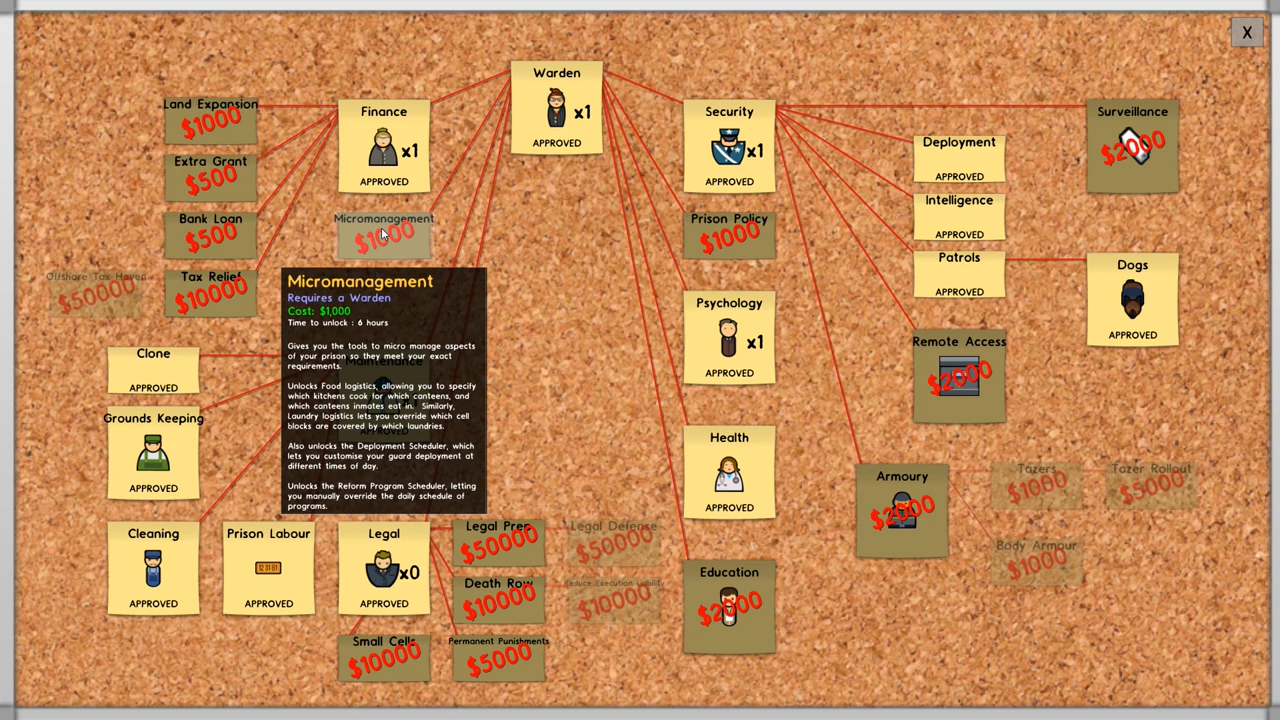 X
Warden
x1
APPROVED
Land Expansion
$1000
Finance
x1
APPROVED
Security
x1
APPROVED
Surveillance
$2000
Deployment
APPROVED
Extra Grant
$500
Intelligence
APPROVED
Bank Loan
$500
Micromanagement
$1000
Prison Policy
$1000
Patrols
APPROVED
Dogs
APPROVED
Offshore Tax Haven
$50000
Tax Relief
$10000
Micromanagement
Requires a Warden
Cost: $1,000
Time to unlock : 6 hours
Gives you the tools to micro manage aspects
of your prison so they meet your exact
requirements.
Unlocks Food logistics, allowing you to specify
which kitchens cook for which canteens, and
which canteens inmates eat in.  Similarly,
Laundry logistics lets you override which cell
blocks are covered by which laundries.
Also unlocks the Deployment Scheduler, which
lets you customise your guard deployment at
different times of day.
Unlocks the Reform Program Scheduler, letting
you manually override the daily schedule of
programs.
Maintenance
Psychology
x1
APPROVED
Remote Access
$2000
Clone
APPROVED
Grounds Keeping
APPROVED
Health
APPROVED
Armoury
$2000
Tazers
$1000
Tazer Rollout
$5000
Body Armour
$1000
Cleaning
APPROVED
Prison Labour
APPROVED
Legal
x0
APPROVED
Legal Prep
$50000
Legal Defense
$50000
Death Row
$10000
Reduce Execution Liability
$10000
Education
$2000
Small Cells
$10000
Permanent Punishments
$5000